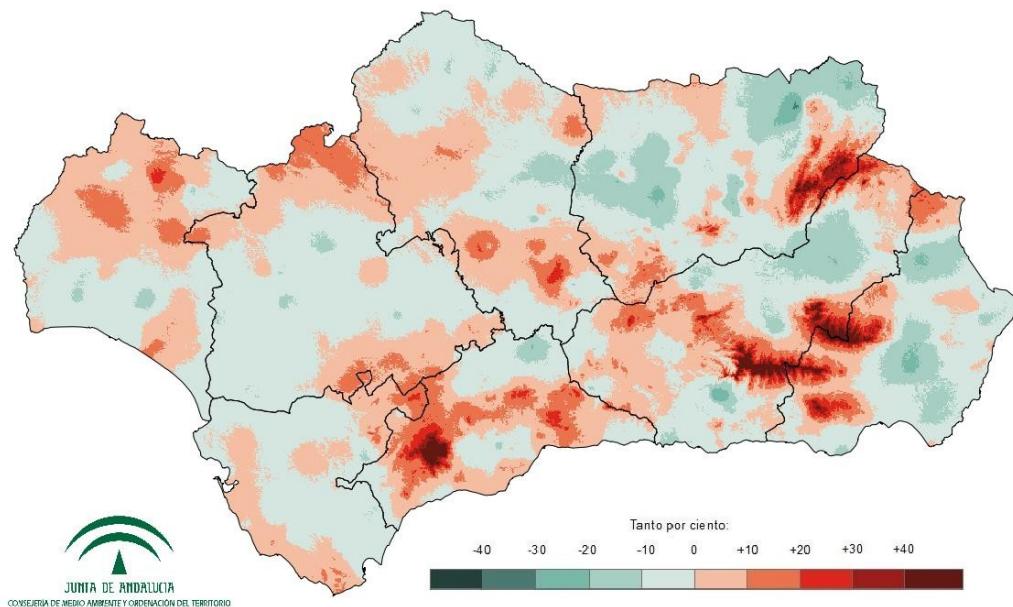 Tanto por ciento:
-40 -30 -20 -10 0 +10 +20 +30 +40
JUNTA DE ANDALUCIA
CONSEJERÍA DE MEDIO AMBIENTE Y ORDENACIÓN DEL TERRITORIO